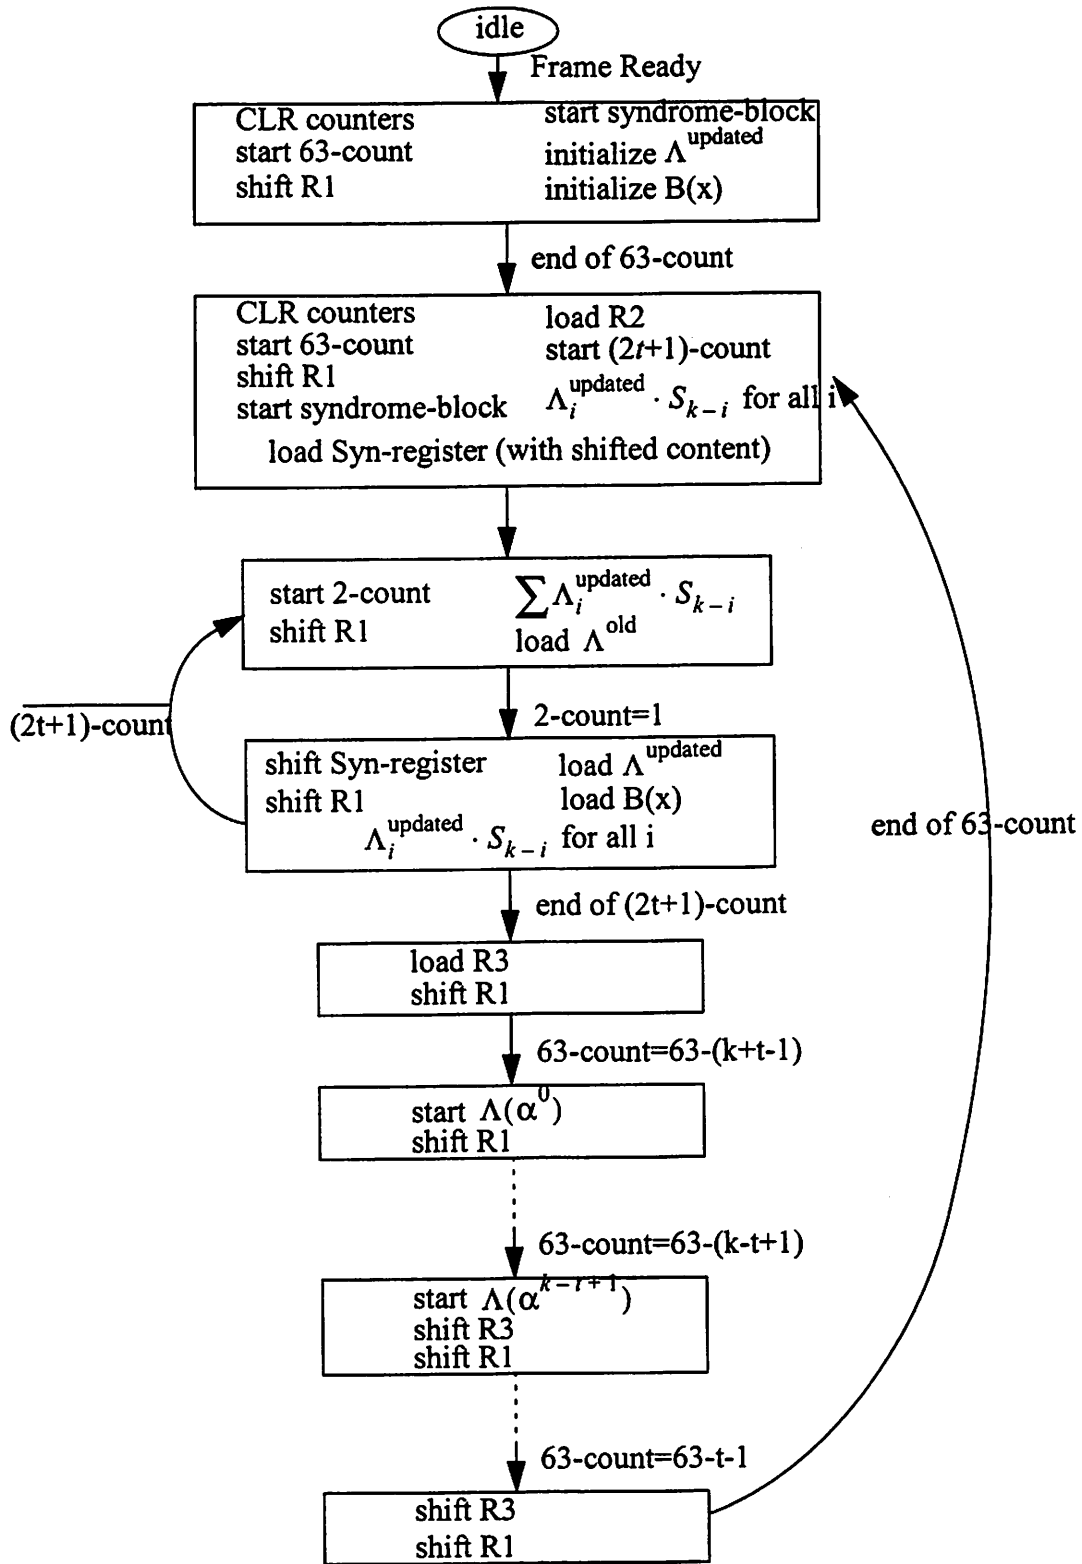 idle
Frame Ready
CLR counters
start 63-count
shift R1
start syndrome-block
initialize Λ^updated
initialize B(x)
end of 63-count
CLR counters
start 63-count
shift R1
start syndrome-block
load R2
start (2t+1)-count
Λ_i^updated · S_{k-i} for all i
load Syn-register (with shifted content)
start 2-count
shift R1
∑Λ_i^updated · S_{k-i}
load Λ^old
(2t+1)-count
2-count=1
shift Syn-register
shift R1
load Λ^updated
load B(x)
Λ_i^updated · S_{k-i} for all i
end of 63-count
end of (2t+1)-count
load R3
shift R1
63-count=63-(k+t-1)
start Λ(α^0)
shift R1
63-count=63-(k-t+1)
start Λ(α^{k-t+1})
shift R3
shift R1
63-count=63-t-1
shift R3
shift R1